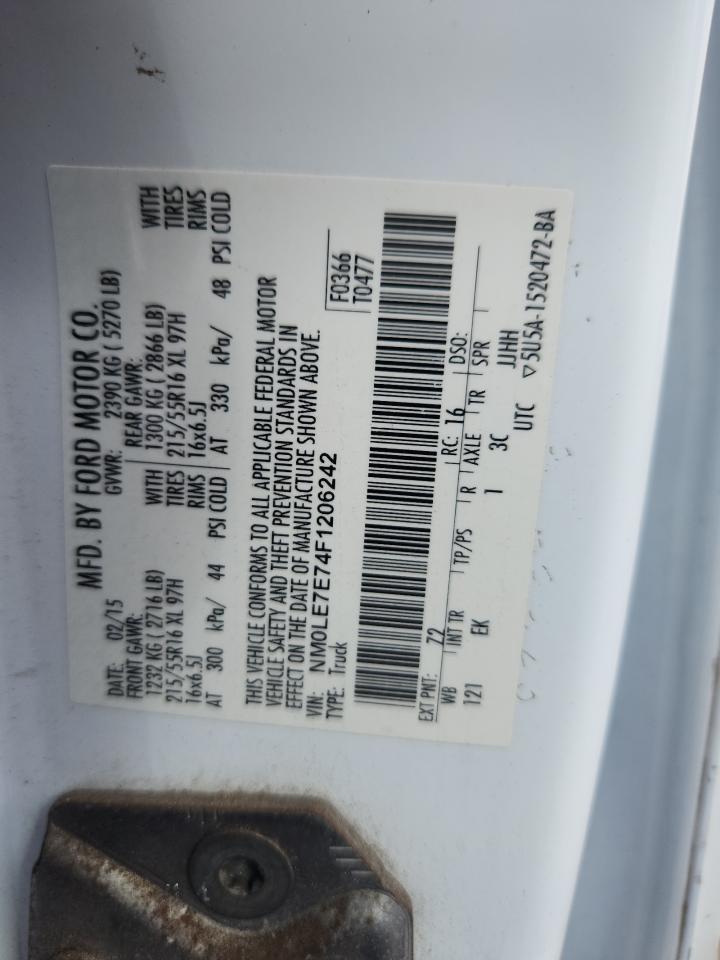 MFD. BY FORD MOTOR CO.
DATE: 02/15 GVWR: 2390 KG ( 5270 LB)
FRONT GAWR: REAR GAWR:
1232 KG ( 2716 LB) WITH 1300 KG ( 2866 LB) WITH
215/55R16 XL 97H TIRES 215/55R16 XL 97H TIRES
16x6.5J RIMS 16x6.5J RIMS
AT 300 kPa/ 44 PSI COLD AT 330 kPa/ 48 PSI COLD
THIS VEHICLE CONFORMS TO ALL APPLICABLE FEDERAL MOTOR
VEHICLE SAFETY AND THEFT PREVENTION STANDARDS IN
EFFECT ON THE DATE OF MANUFACTURE SHOWN ABOVE.
VIN: NM0LE7E74F1206242 F0366
TYPE: Truck T0477
EXT PNT: 7Z RC: 16 DSO:
WB INT TR TP/PS R AXLE TR SPR
121 EK 1 3C JJHH
UTC ▽5U5A-1520472-BA